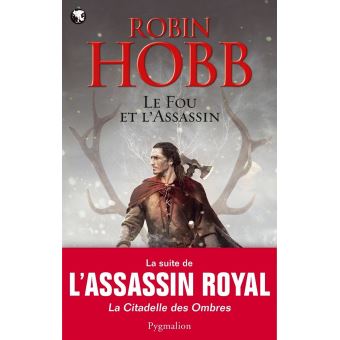 ROBIN
HOBB
LE FOU
ET L'ASSASSIN
La suite de
L'ASSASSIN ROYAL
La Citadelle des Ombres
Pygmalion